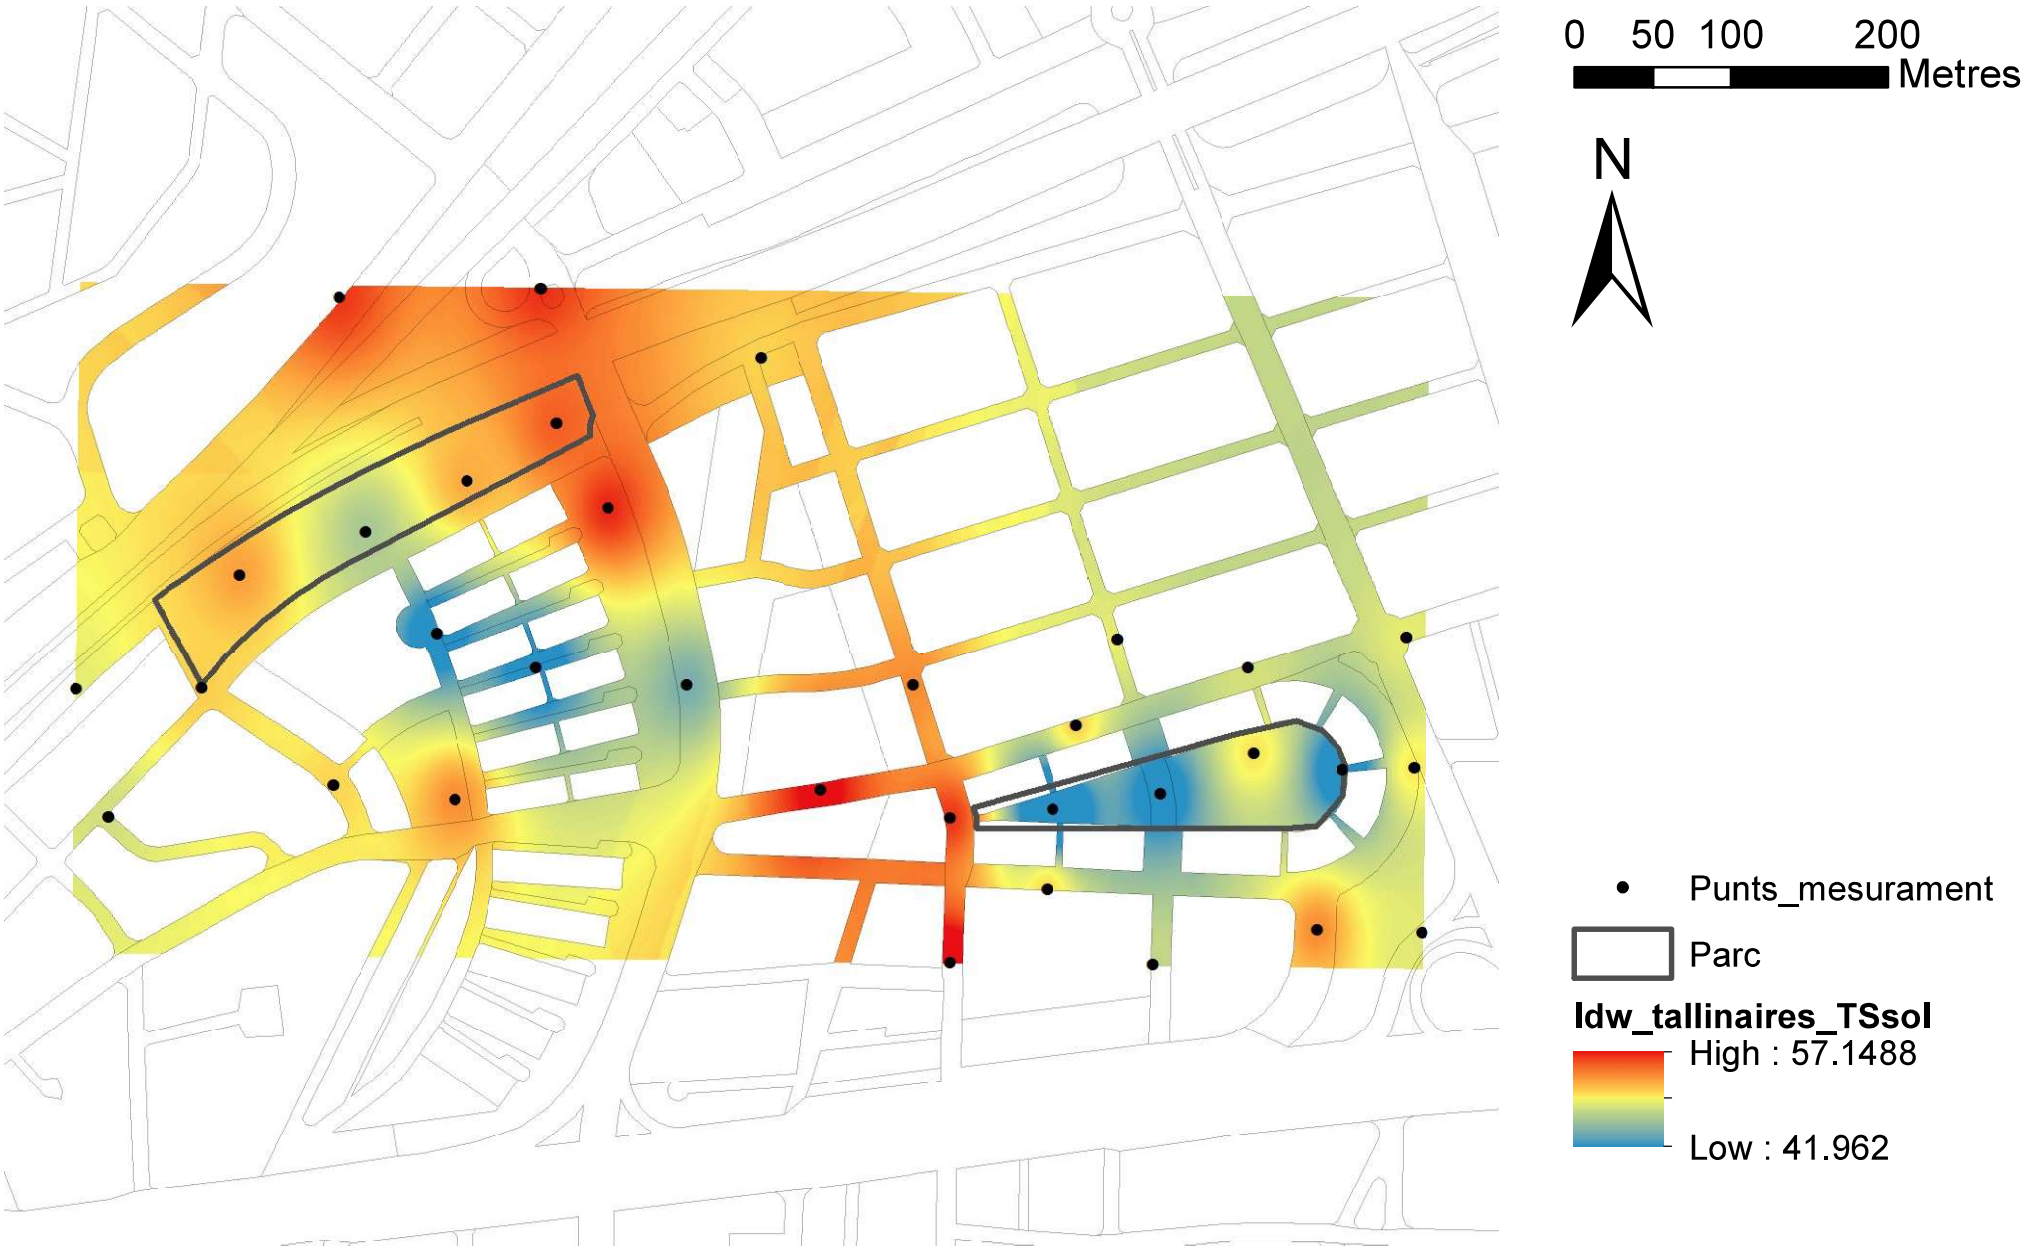 0 50 100 200
Metres
N
Punts_mesurament
Parc
Idw_tallinaires_TSsol
High : 57.1488
Low : 41.962